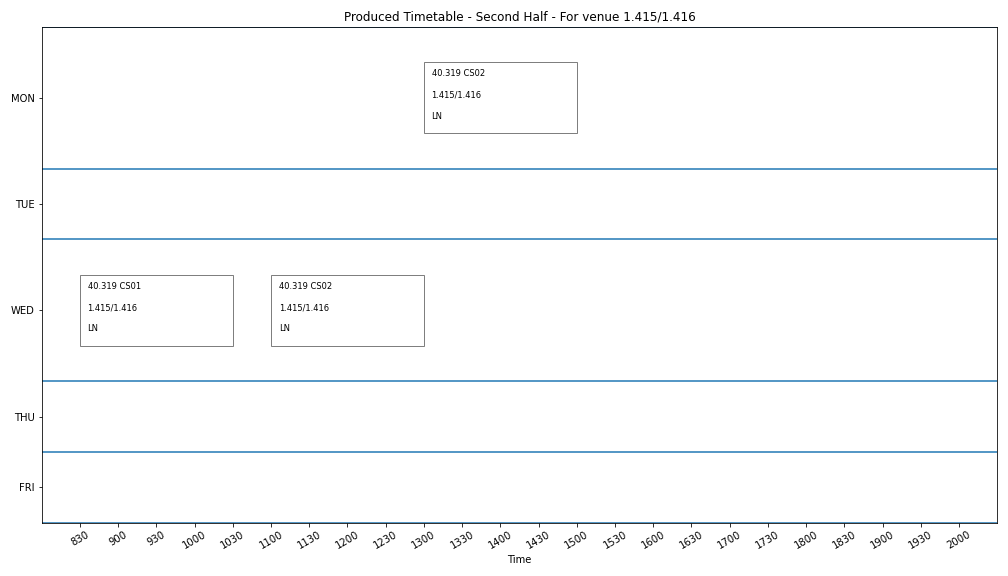 Produced Timetable - Second Half - For venue 1.415/1.416
MON
40.319 CS02
1.415/1.416
LN
TUE
WED
40.319 CS01
1.415/1.416
LN
40.319 CS02
1.415/1.416
LN
THU
FRI
830 900 930 1000 1030 1100 1130 1200 1230 1300 1330 1400 1430 1500 1530 1600 1630 1700 1730 1800 1830 1900 1930 2000
Time